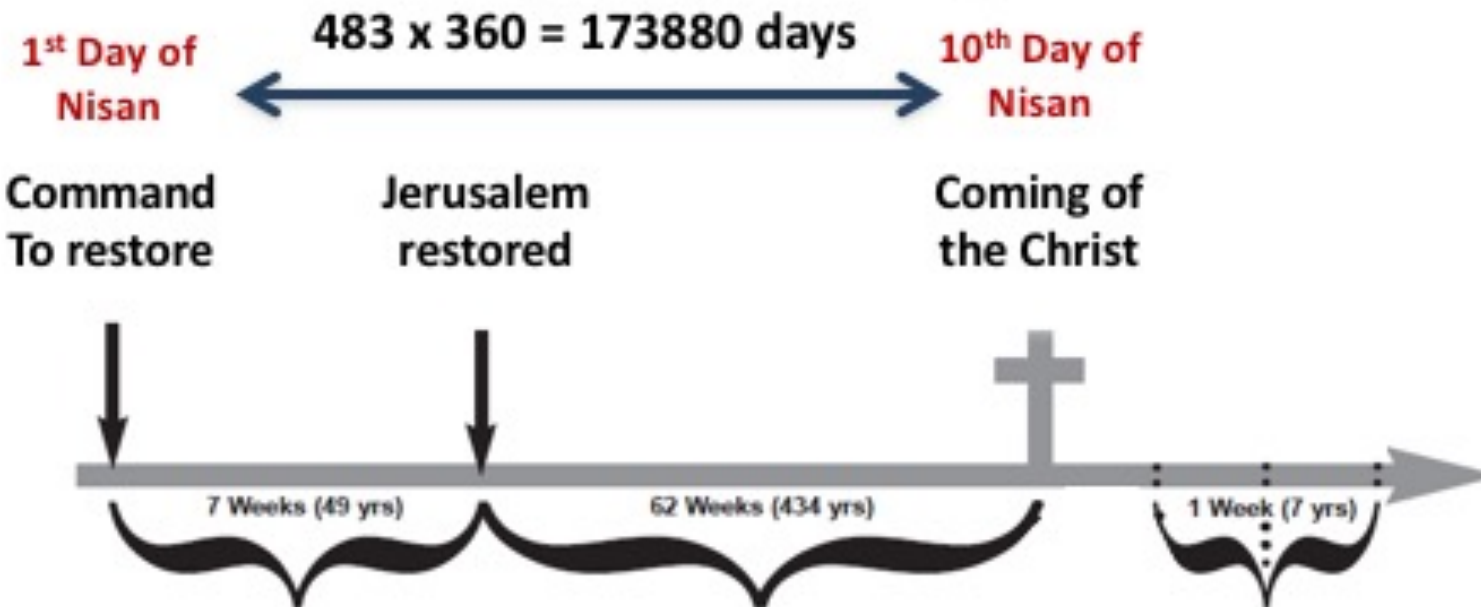 1st Day of
Nisan
483 x 360 = 173880 days
10th Day of
Nisan
Command
To restore
Jerusalem
restored
Coming of
the Christ
7 Weeks (49 yrs)
62 Weeks (434 yrs)
1 Week (7 yrs)